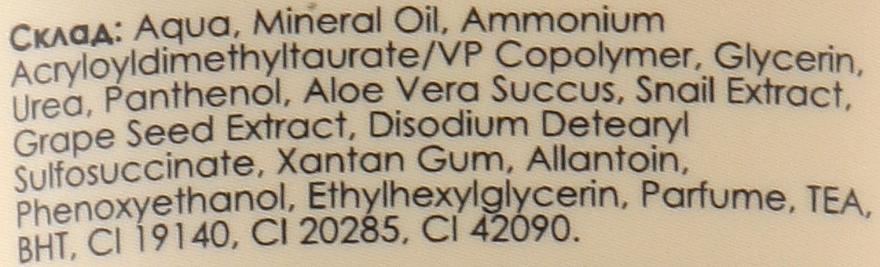 Склад: Aqua, Mineral Oil, Ammonium
Acryloyldimethyltaurate/VP Copolymer, Glycerin,
Urea, Panthenol, Aloe Vera Succus, Snail Extract,
Grape Seed Extract, Disodium Detearyl
Sulfosuccinate, Xantan Gum, Allantoin,
Phenoxyethanol, Ethylhexylglycerin, Parfume, TEA,
BHT, CI 19140, CI 20285, CI 42090.